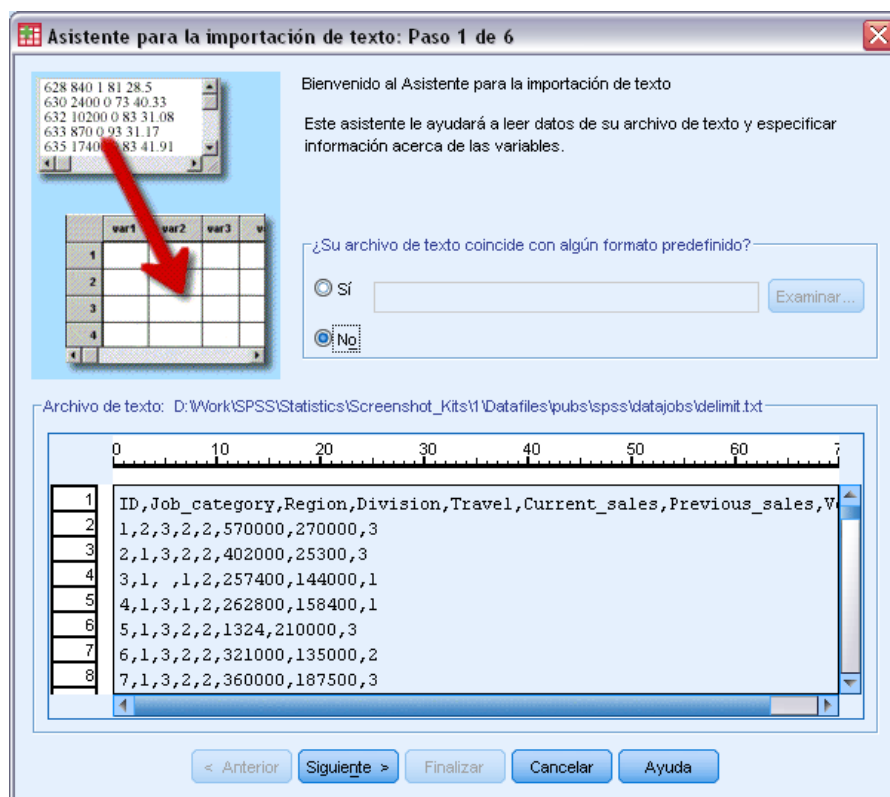 Asistente para la importación de texto: Paso 1 de 6
628 840 1 81 28.5
630 2400 0 73 40.33
632 10200 0 83 31.08
633 870 0 93 31.17
635 1740 83 41.91
var1 var2 var3 v
1
2
3
4
Bienvenido al Asistente para la importación de texto
Este asistente le ayudará a leer datos de su archivo de texto y especificar
información acerca de las variables.
¿Su archivo de texto coincide con algún formato predefinido?
Sí
Examinar...
No
Archivo de texto: D:\Work\SPSS\Statistics\Screenshot_Kits\1\Datafiles\pubs\spss\datajobs\delimit.txt
0 10 20 30 40 50 60 7
1 ID,Job_category,Region,Division,Travel,Current_sales,Previous_sales,V
2 1,2,3,2,2,570000,270000,3
3 2,1,3,2,2,402000,25300,3
4 3,1, ,1,2,257400,144000,1
5 4,1,3,1,2,262800,158400,1
6 5,1,3,2,2,1324,210000,3
7 6,1,3,2,2,321000,135000,2
8 7,1,3,2,2,360000,187500,3
< Anterior Siguiente > Finalizar Cancelar Ayuda